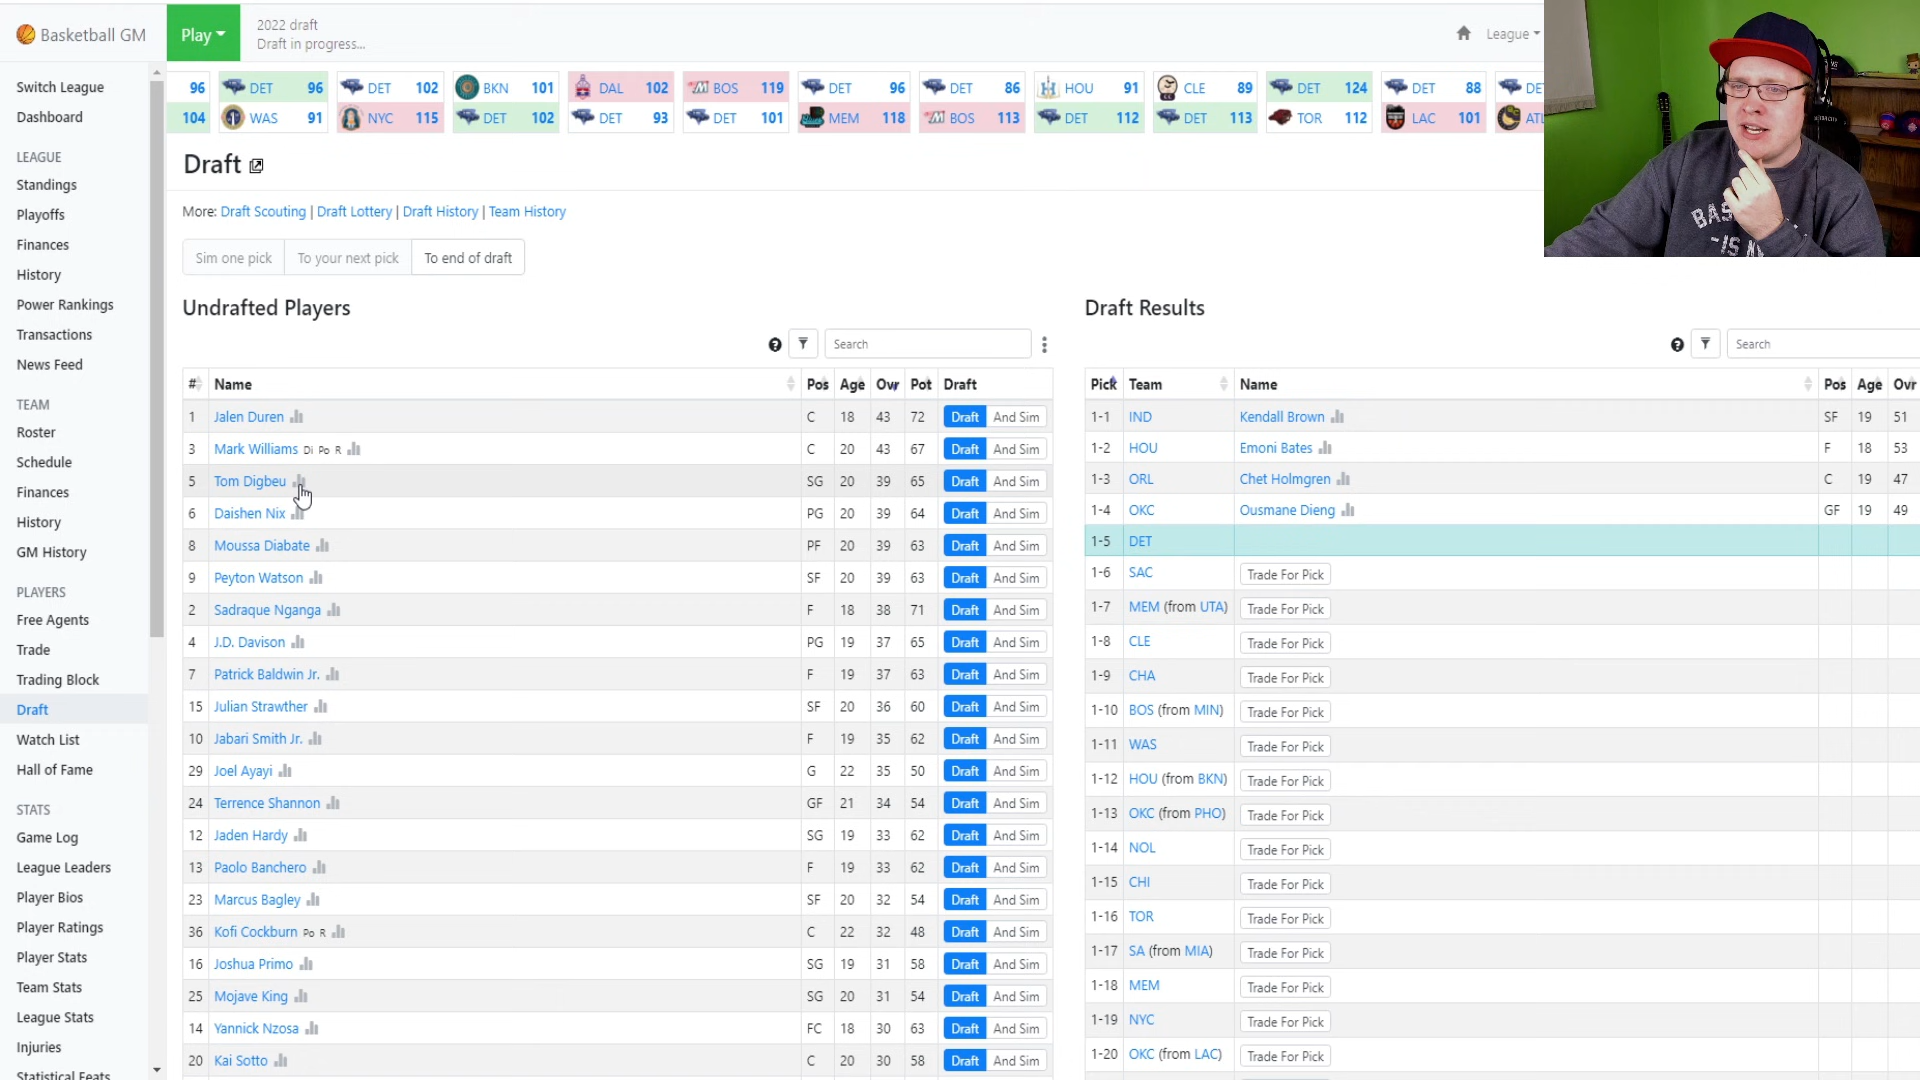 Basketball GM
Play
2022 draft
Draft in progress...
League
96 DET 96 DET 102 BKN 101 DAL 102 BOS 119 DET 96 DET 86 HOU 91 CLE 89 DET 124 DET 88
104 WAS 91 NYC 115 DET 102 DET 93 DET 101 MEM 118 BOS 113 DET 112 DET 113 TOR 112 LAC 101 ATL
Switch League
Dashboard
LEAGUE
Standings
Playoffs
Finances
History
Power Rankings
Transactions
News Feed
TEAM
Roster
Schedule
Finances
History
GM History
PLAYERS
Free Agents
Trade
Trading Block
Draft
Watch List
Hall of Fame
STATS
Game Log
League Leaders
Player Bios
Player Ratings
Player Stats
Team Stats
League Stats
Injuries
Statistical Feats
Draft
More: Draft Scouting | Draft Lottery | Draft History | Team History
Sim one pick To your next pick To end of draft
Undrafted Players
Search
# Name Pos Age Ovr Pot Draft
1 Jalen Duren C 18 43 72 Draft And Sim
3 Mark Williams Di Po R C 20 43 67 Draft And Sim
5 Tom Digbeu SG 20 39 65 Draft And Sim
6 Daishen Nix PG 20 39 64 Draft And Sim
8 Moussa Diabate PF 20 39 63 Draft And Sim
9 Peyton Watson SF 20 39 63 Draft And Sim
2 Sadraque Nganga F 18 38 71 Draft And Sim
4 J.D. Davison PG 19 37 65 Draft And Sim
7 Patrick Baldwin Jr. F 19 37 63 Draft And Sim
15 Julian Strawther SF 20 36 60 Draft And Sim
10 Jabari Smith Jr. F 19 35 62 Draft And Sim
29 Joel Ayayi G 22 35 50 Draft And Sim
24 Terrence Shannon GF 21 34 54 Draft And Sim
12 Jaden Hardy SG 19 33 62 Draft And Sim
13 Paolo Banchero F 19 33 62 Draft And Sim
23 Marcus Bagley SF 20 32 54 Draft And Sim
36 Kofi Cockburn Po R C 22 32 48 Draft And Sim
16 Joshua Primo SG 19 31 58 Draft And Sim
25 Mojave King SG 20 31 54 Draft And Sim
14 Yannick Nzosa FC 18 30 63 Draft And Sim
20 Kai Sotto C 20 30 58 Draft And Sim
Draft Results
Search
Pick Team Name Pos Age Ovr
1-1 IND Kendall Brown SF 19 51
1-2 HOU Emoni Bates F 18 53
1-3 ORL Chet Holmgren C 19 47
1-4 OKC Ousmane Dieng GF 19 49
1-5 DET
1-6 SAC Trade For Pick
1-7 MEM (from UTA) Trade For Pick
1-8 CLE Trade For Pick
1-9 CHA Trade For Pick
1-10 BOS (from MIN) Trade For Pick
1-11 WAS Trade For Pick
1-12 HOU (from BKN) Trade For Pick
1-13 OKC (from PHO) Trade For Pick
1-14 NOL Trade For Pick
1-15 CHI Trade For Pick
1-16 TOR Trade For Pick
1-17 SA (from MIA) Trade For Pick
1-18 MEM Trade For Pick
1-19 NYC Trade For Pick
1-20 OKC (from LAC) Trade For Pick